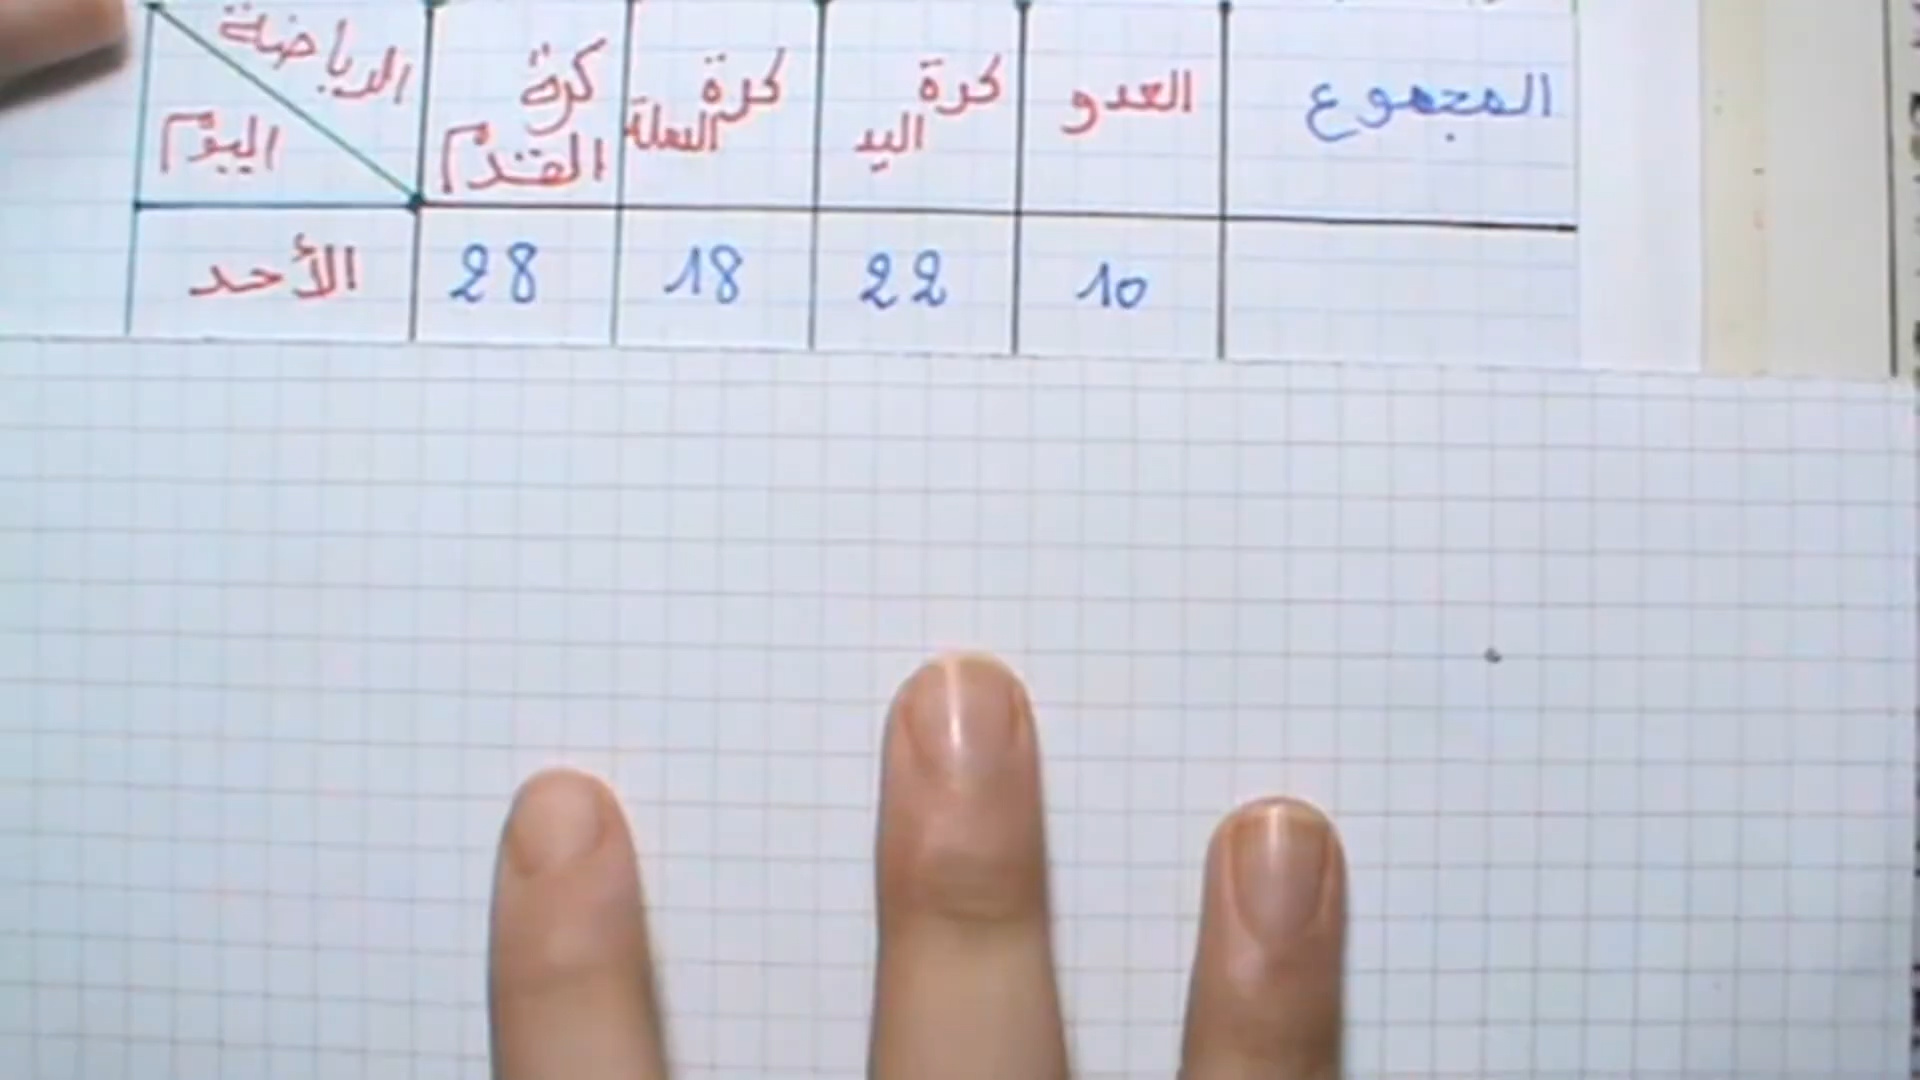 الرياضة
اليوم
كرة القدم
كرة السلة
كرة اليد
العدو
المجموع
الأحد 28 18 22 10